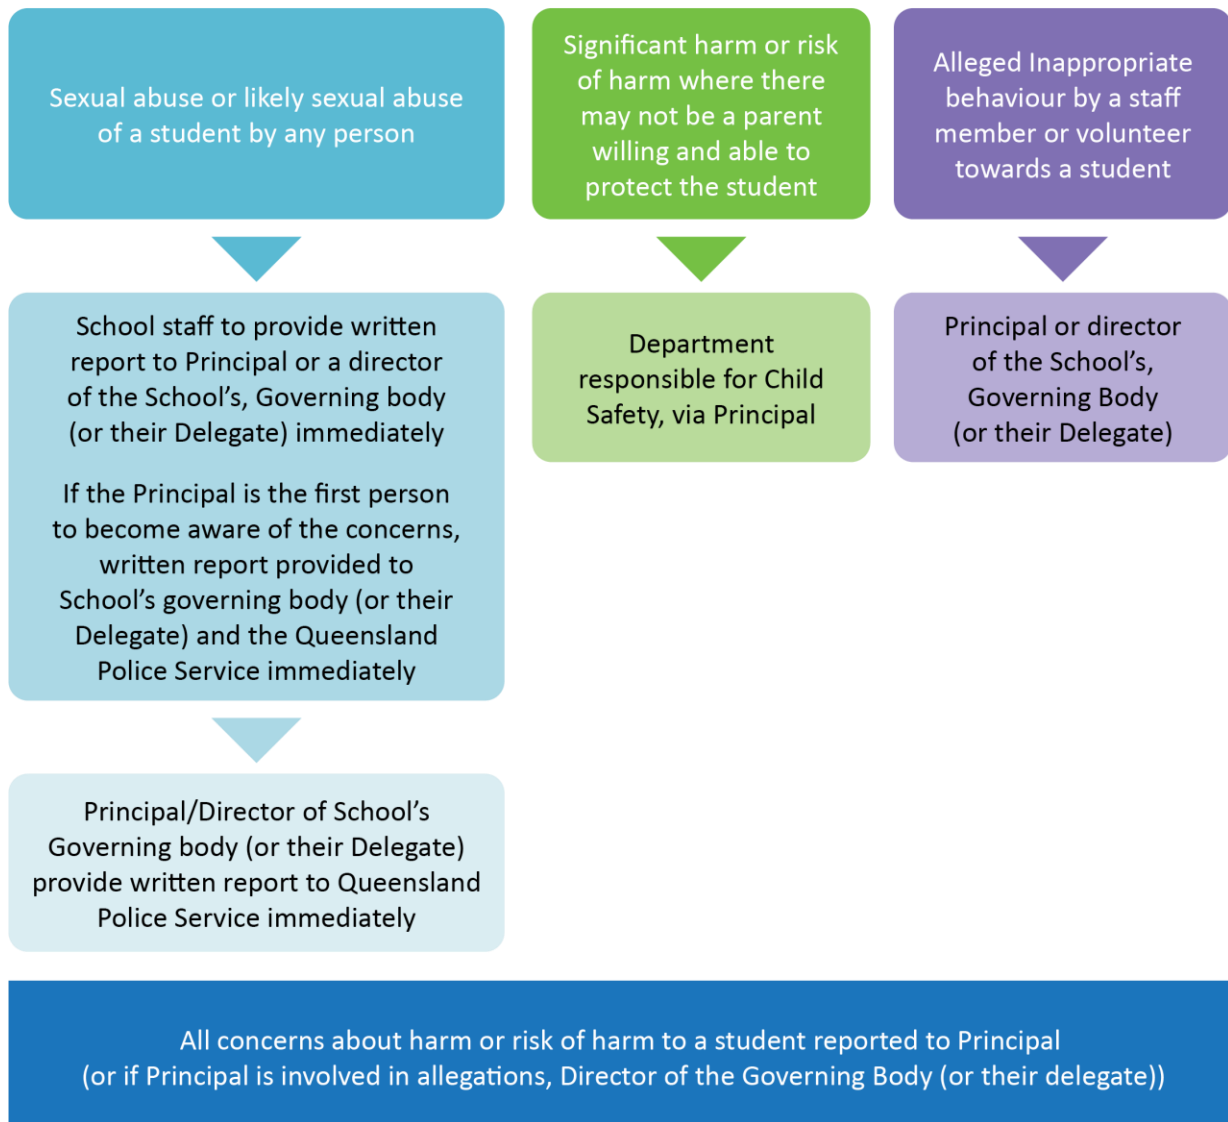 Sexual abuse or likely sexual abuse
of a student by any person
School staff to provide written
report to Principal or a director
of the School’s, Governing body
(or their Delegate) immediately
If the Principal is the first person
to become aware of the concerns,
written report provided to
School’s governing body (or their
Delegate) and the Queensland
Police Service immediately
Principal/Director of School’s
Governing body (or their Delegate)
provide written report to Queensland
Police Service immediately
Significant harm or risk
of harm where there
may not be a parent
willing and able to
protect the student
Department
responsible for Child
Safety, via Principal
Alleged Inappropriate
behaviour by a staff
member or volunteer
towards a student
Principal or director
of the School’s,
Governing Body
(or their Delegate)
All concerns about harm or risk of harm to a student reported to Principal
(or if Principal is involved in allegations, Director of the Governing Body (or their delegate))